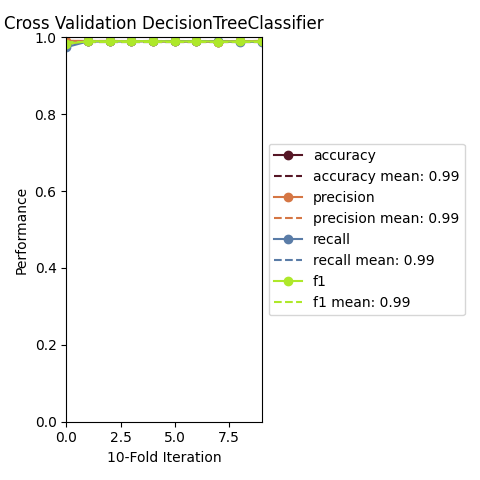 Cross Validation DecisionTreeClassifier
1.0
0.8
0.6
0.4
0.2
0.0
Performance
0.0
2.5
5.0
7.5
10-Fold Iteration
accuracy
accuracy mean: 0.99
precision
precision mean: 0.99
recall
recall mean: 0.99
f1
f1 mean: 0.99